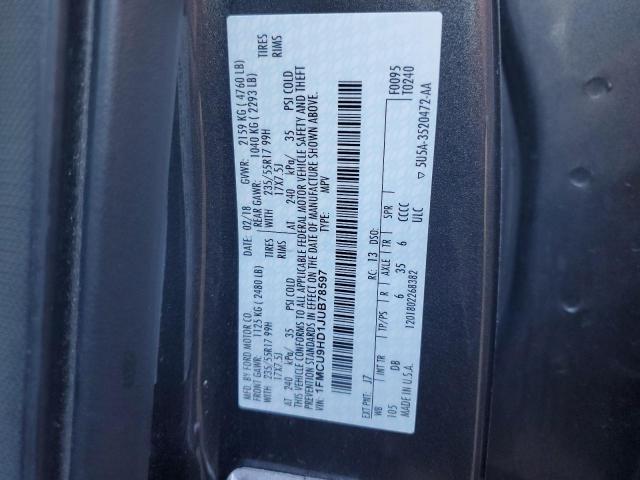 MFD. BY FORD MOTOR CO.
DATE: 02/18 GVWR: 2159 KG ( 4760 LB)
FRONT GAWR: 1125 KG ( 2480 LB) REAR GAWR: 1040 KG ( 2293 LB)
WITH 235/55R17 99H TIRES WITH 235/55R17 99H TIRES
17X7.5J RIMS 17X7.5J RIMS
AT 240 kPa/ 35 PSI COLD AT 240 kPa/ 35 PSI COLD
THIS VEHICLE CONFORMS TO ALL APPLICABLE FEDERAL MOTOR VEHICLE SAFETY AND THEFT
PREVENTION STANDARDS IN EFFECT ON THE DATE OF MANUFACTURE SHOWN ABOVE.
VIN: 1FMCU9HD1JUB78597 TYPE: MPV
F0095
T0240
EXT PNT: J7 RC: 13 DSO:
WB INT TR TP/PS R AXLE TR SPR
105 DB 6 35 6 CCCC
MADE IN U.S.A. ULC
1201802268382 ▽ 5U5A-3520472-AA